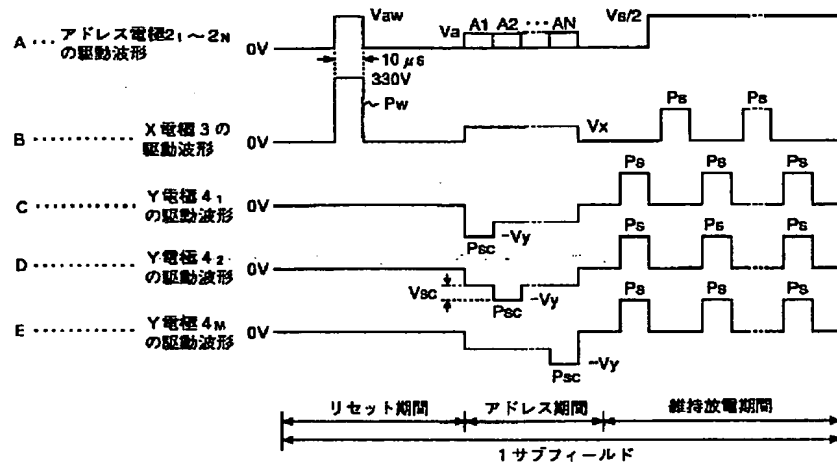 Vaw
Va A1 A2 … AN Vs/2
A … アドレス電極2₁〜2N の駆動波形 0V
10μs
330V
Pw
Ps Ps
B ………… X電極3の 駆動波形 0V
Vx
Ps Ps Ps
C ………… Y電極4₁ の駆動波形 0V
Psc -Vy
Ps Ps Ps
D ………… Y電極4₂ の駆動波形 0V
Vsc Psc -Vy
Ps Ps Ps
E ………… Y電極4M の駆動波形 0V
Psc -Vy
リセット期間 アドレス期間 維持放電期間
1サブフィールド